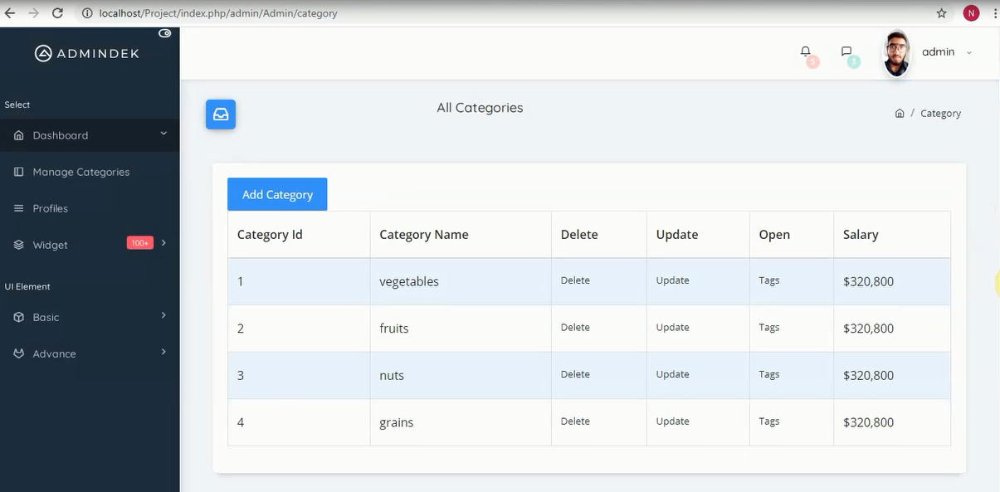 localhost/Project/index.php/admin/Admin/category
N
ADMINDEK
5
3
admin
Select
Dashboard
Manage Categories
Profiles
Widget 100+
UI Element
Basic
Advance
All Categories
/ Category
Add Category
Category Id Category Name Delete Update Open Salary
1 vegetables Delete Update Tags $320,800
2 fruits Delete Update Tags $320,800
3 nuts Delete Update Tags $320,800
4 grains Delete Update Tags $320,800